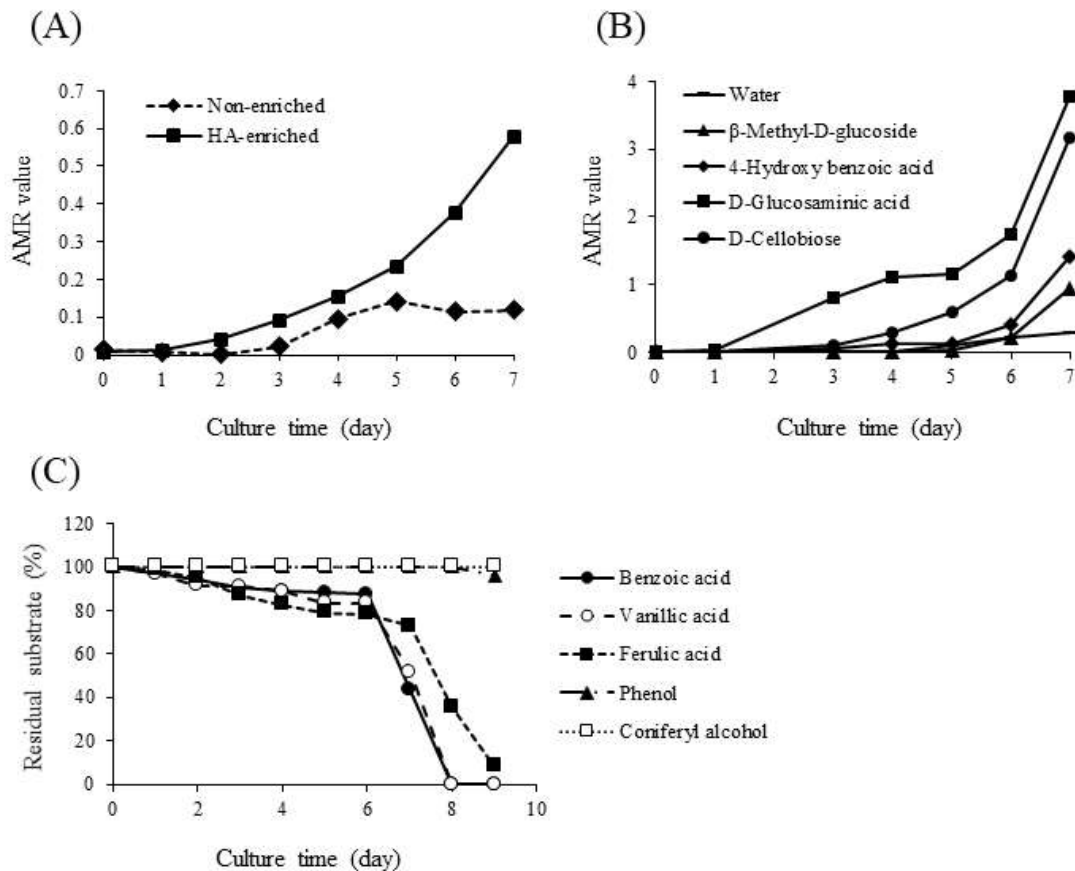 (A)
0.7
0.6
0.5
0.4
0.3
0.2
0.1
0
AMR value
Non-enriched
HA-enriched
0 1 2 3 4 5 6 7
Culture time (day)
(B)
4
3
2
1
0
AMR value
Water
β-Methyl-D-glucoside
4-Hydroxy benzoic acid
D-Glucosaminic acid
D-Cellobiose
0 1 2 3 4 5 6 7
Culture time (day)
(C)
120
100
80
60
40
20
0
Residual substrate (%)
0 2 4 6 8 10
Culture time (day)
Benzoic acid
Vanillic acid
Ferulic acid
Phenol
Coniferyl alcohol